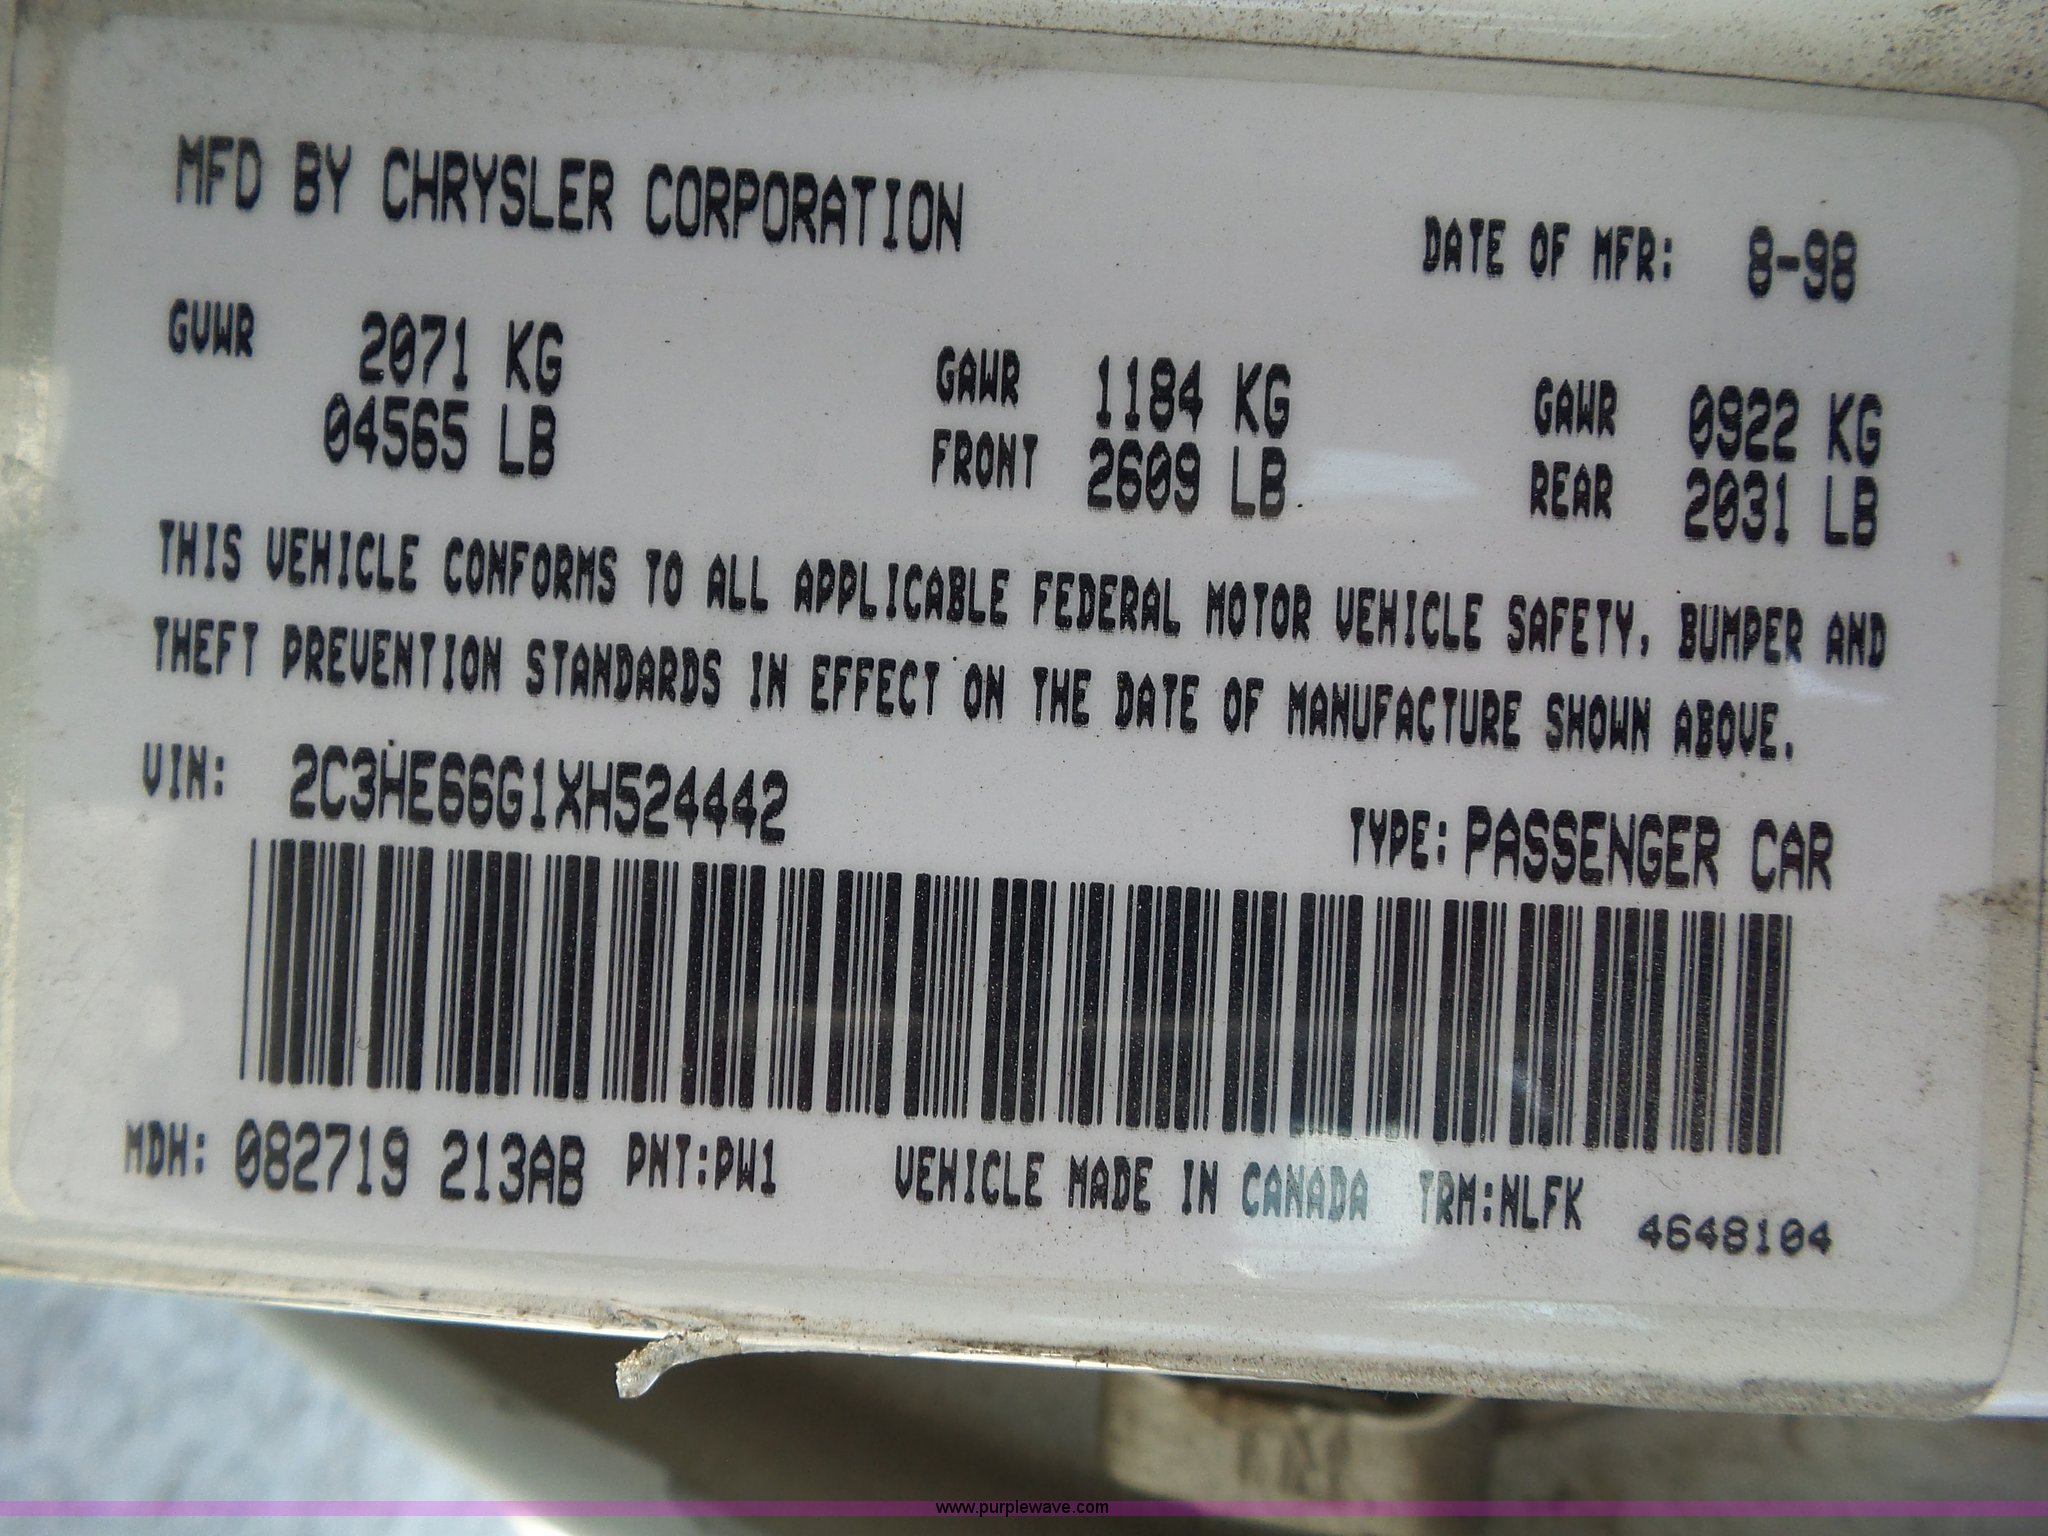 MFD BY CHRYSLER CORPORATION
DATE OF MFR: 8-98
GVWR 2071 KG
04565 LB
GAWR 1184 KG
FRONT 2609 LB
GAWR 0922 KG
REAR 2031 LB
THIS VEHICLE CONFORMS TO ALL APPLICABLE FEDERAL MOTOR VEHICLE SAFETY, BUMPER AND
THEFT PREVENTION STANDARDS IN EFFECT ON THE DATE OF MANUFACTURE SHOWN ABOVE.
VIN: 2C3HE66G1XH524442
TYPE: PASSENGER CAR
MDH: 082719 213AB PNT:PW1 VEHICLE MADE IN CANADA TRM:NLFK 4648104
www.purplewave.com